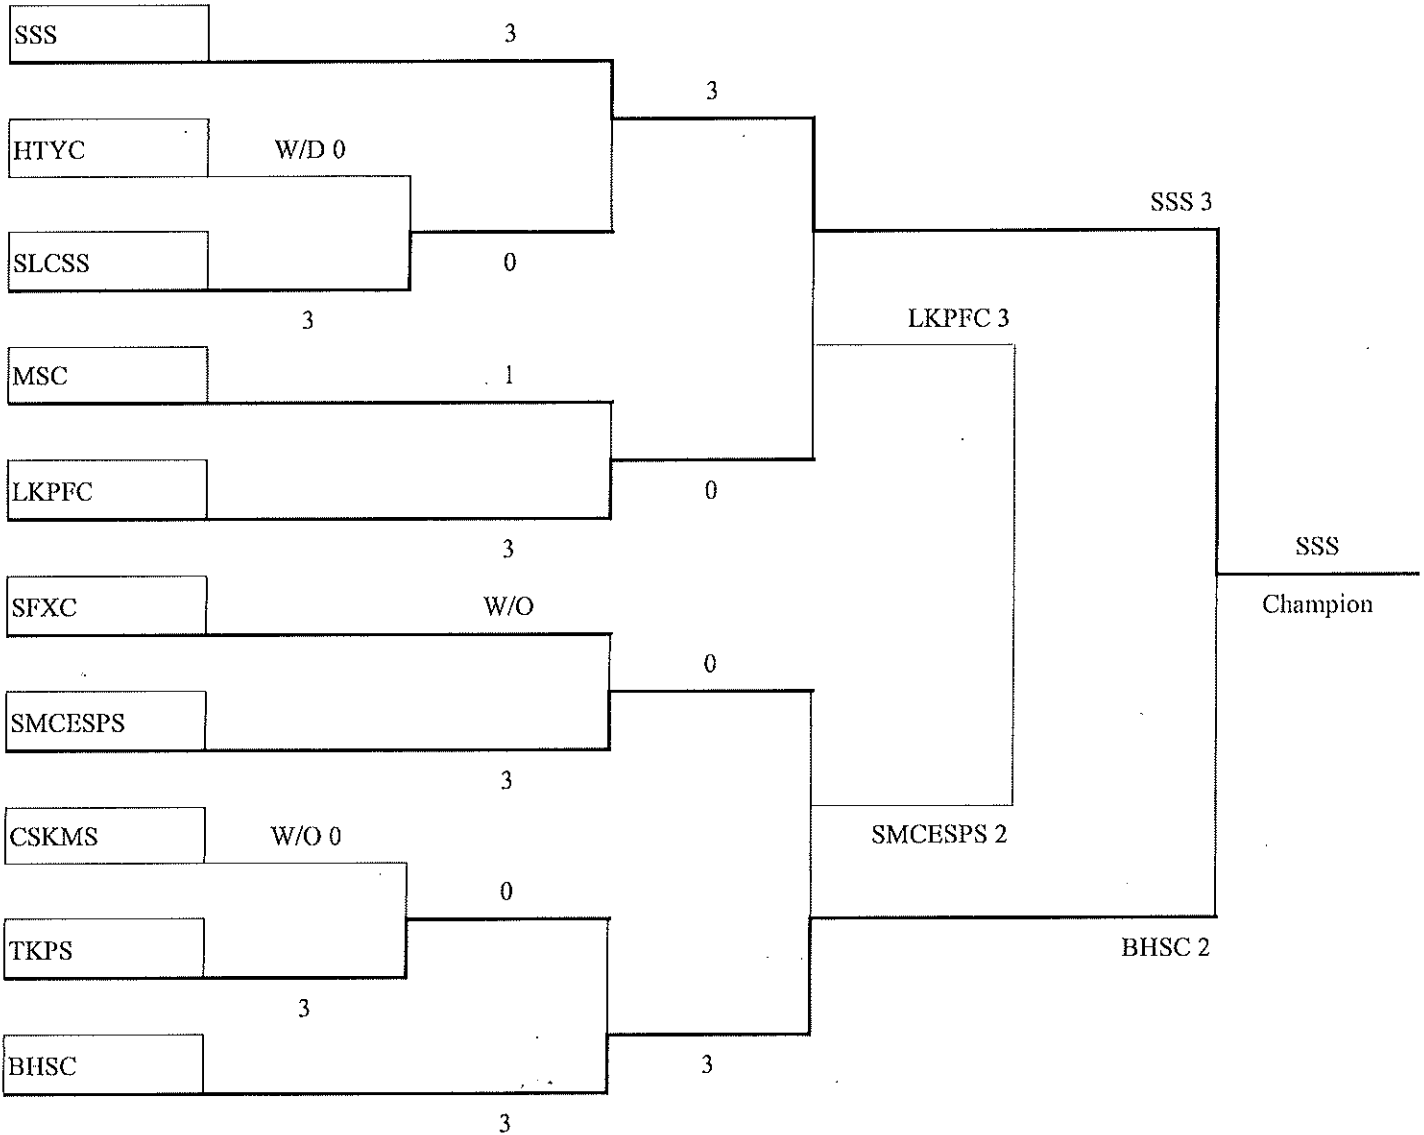 SSS
3
3
HTYC
W/D 0
SSS 3
SLCSS
0
3
LKPFC 3
MSC
1
LKPFC
0
3
SSS
SFXC
W/O
Champion
0
SMCESPS
3
CSKMS
W/O 0
SMCESPS 2
0
TKPS
BHSC 2
3
BHSC
3
3